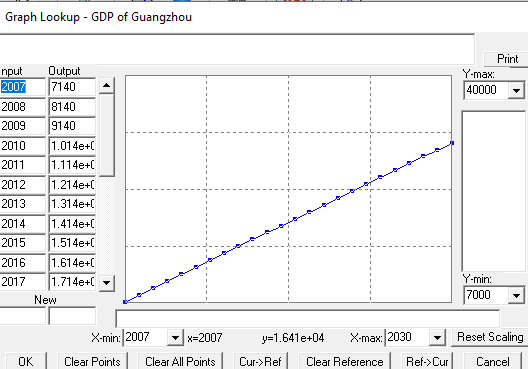 Graph Lookup - GDP of Guangzhou
Print
nput Output
Y-max:
2007 7140
40000
2008 8140
2009 9140
2010 1.014e+0
2011 1.114e+0
2012 1.214e+0
2013 1.314e+0
2014 1.414e+0
2015 1.514e+0
2016 1.614e+0
2017 1.714e+0
Y-min:
7000
New
X-min: 2007 x=2007 y=1.641e+04 X-max: 2030 Reset Scaling
OK Clear Points Clear All Points Cur->Ref Clear Reference Ref->Cur Cancel